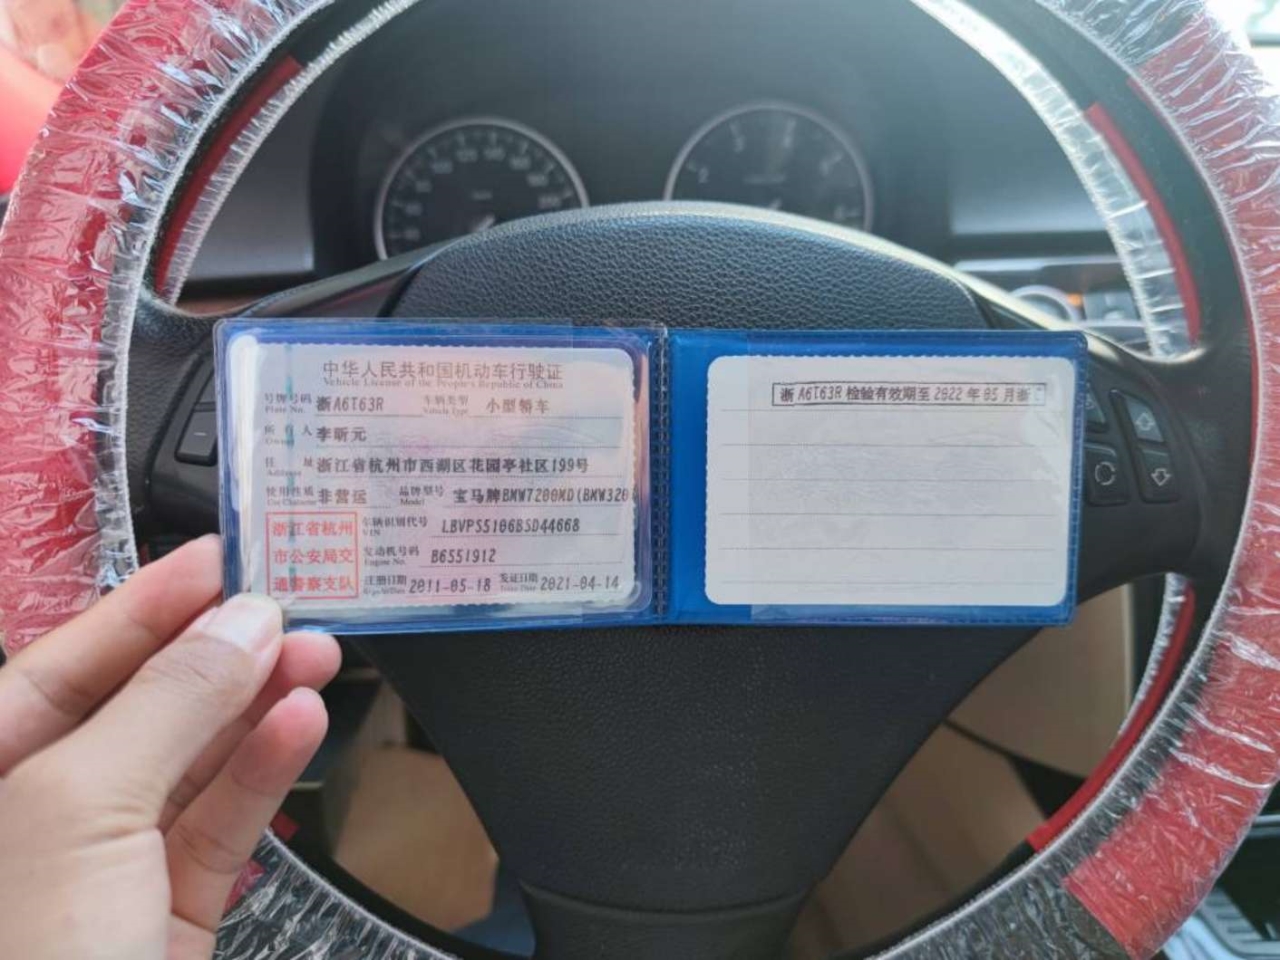 中华人民共和国机动车行驶证
Vehicle License of the People's Republic of China
号牌号码 浙A6T63R 车辆类型 小型轿车
Plate No. Vehicle Type
所有人 李昕元
Owner
住址 浙江省杭州市西湖区花园亭社区199号
Address
使用性质 非营运 品牌型号 宝马牌BMW7200MD(BMW320
Use Character Model
浙江省杭州 车辆识别代号 LBVPS5106BSD44668
VIN
市公安局交 发动机号码 B6551912
Engine No.
通警察支队 注册日期 2011-05-18 发证日期 2021-04-14
Register Date Issue Date
浙A6T63R 检验有效期至2022年05月浙